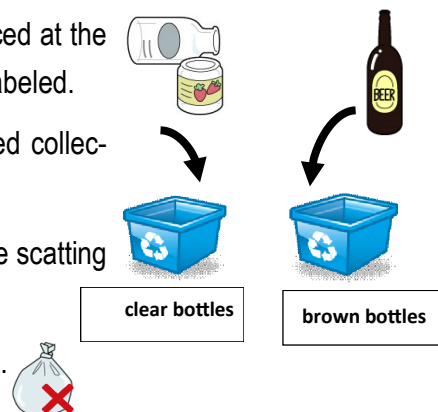 ced at the
abeled.
ed collec-
e scatting
.
BEER
clear bottles
brown bottles